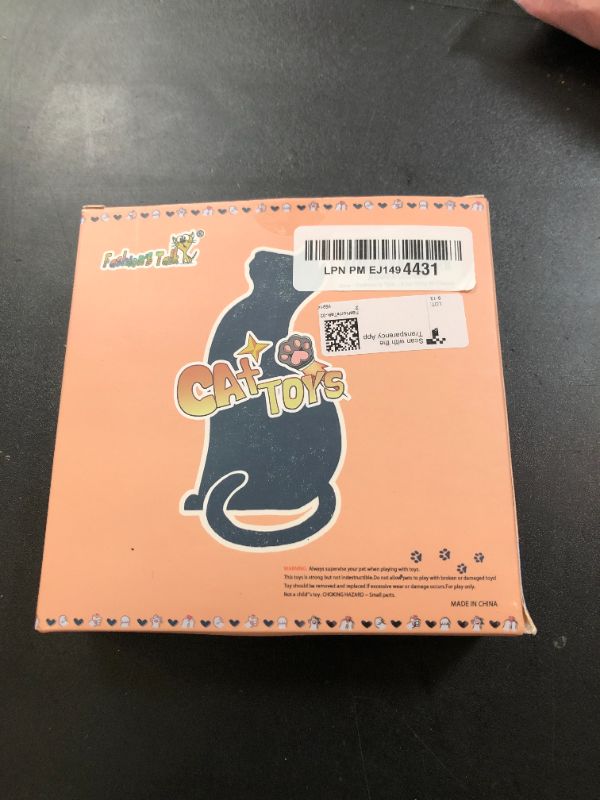 Fashion's Talk®
LPN PM EJ149 4431
Scan with the
Transparency App
LOT:
CAt
TOYS
WARNING: Always supervise your pet when playing with toys.
This toys is strong but not indestructible.Do not allow pets to play with broken or damaged toys!
Toy should be removed and replaced if excessive wear or damage occurs.For play only.
Not a child's toy. CHOKING HAZARD – Small parts.
MADE IN CHINA